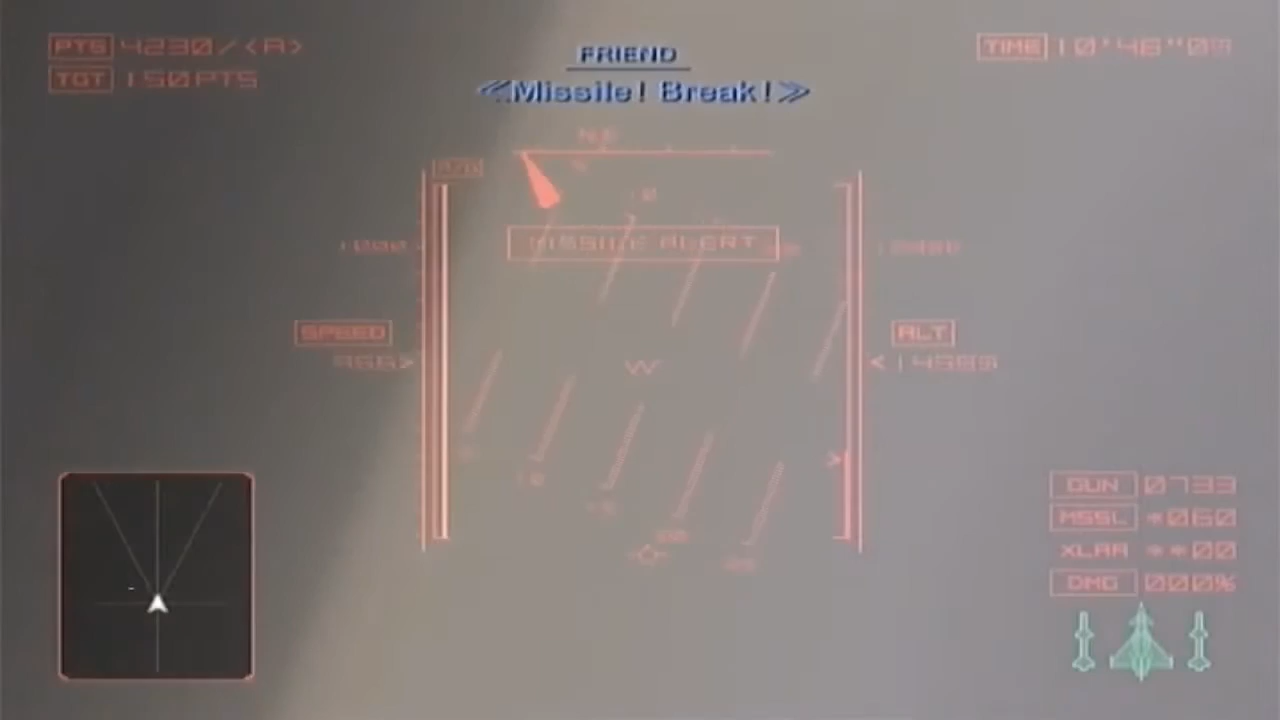 PTS 4230/<A>
TGT 150PTS
FRIEND
≪Missile! Break!≫
TIME 10'46"09
MISSILE ALERT
SPEED
ALT
GUN 0733
MSSL *060
XLAA **00
DMG 000%